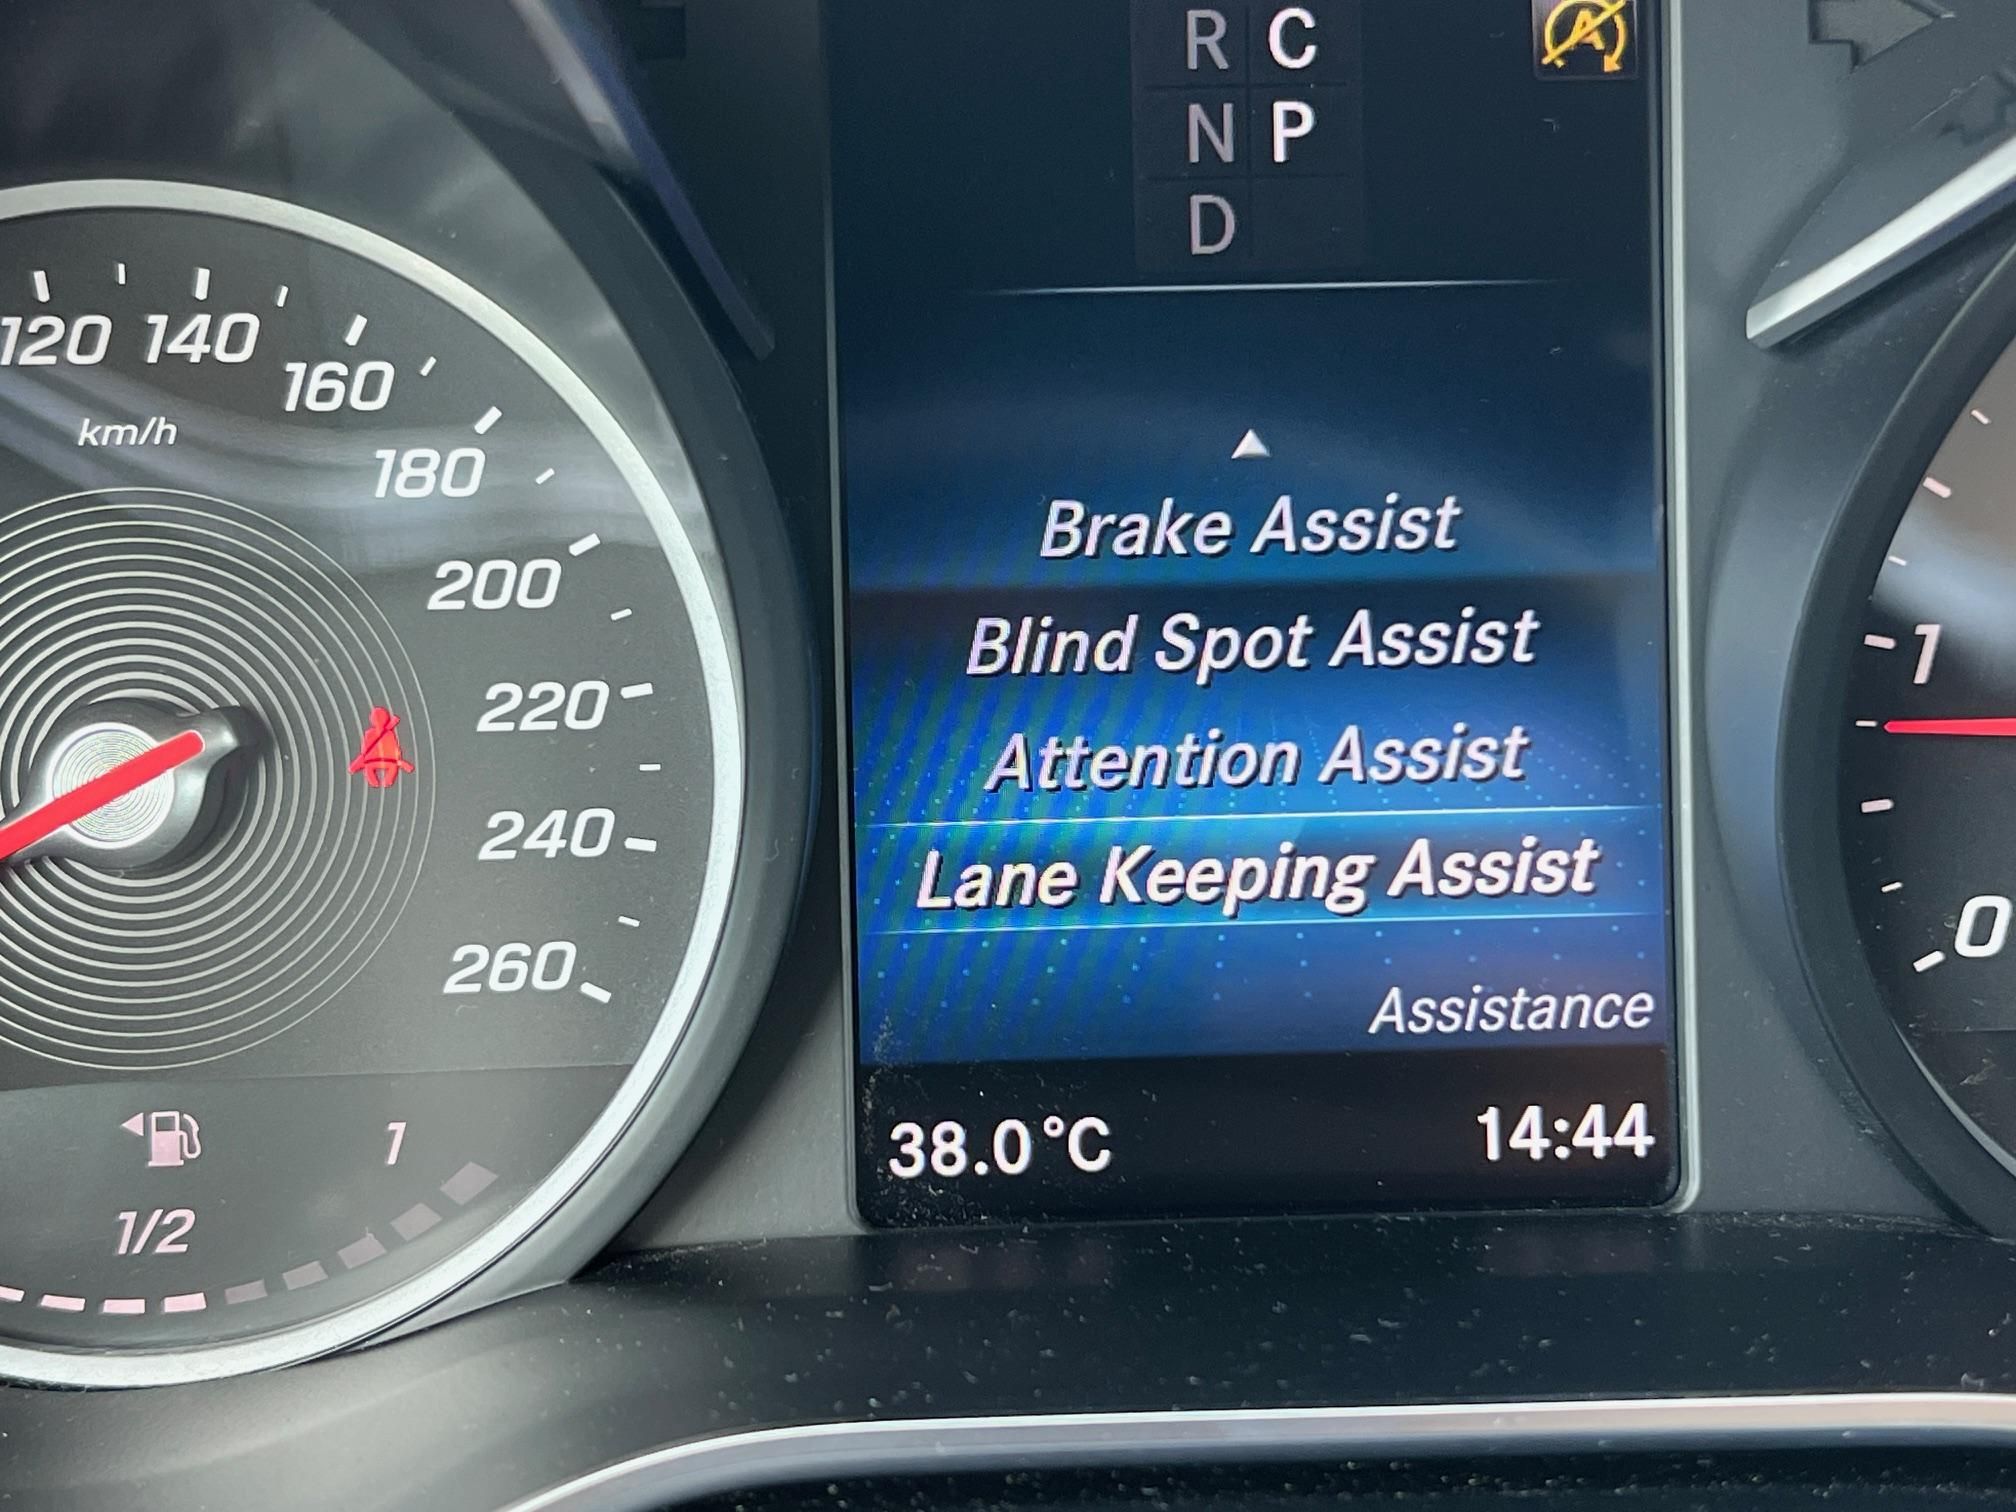 R C
N P
D
A
120
140
160
km/h
180
200
220
240
260
1
1/2
Brake Assist
Blind Spot Assist
Attention Assist
Lane Keeping Assist
Assistance
38.0 °C
14:44
1
0